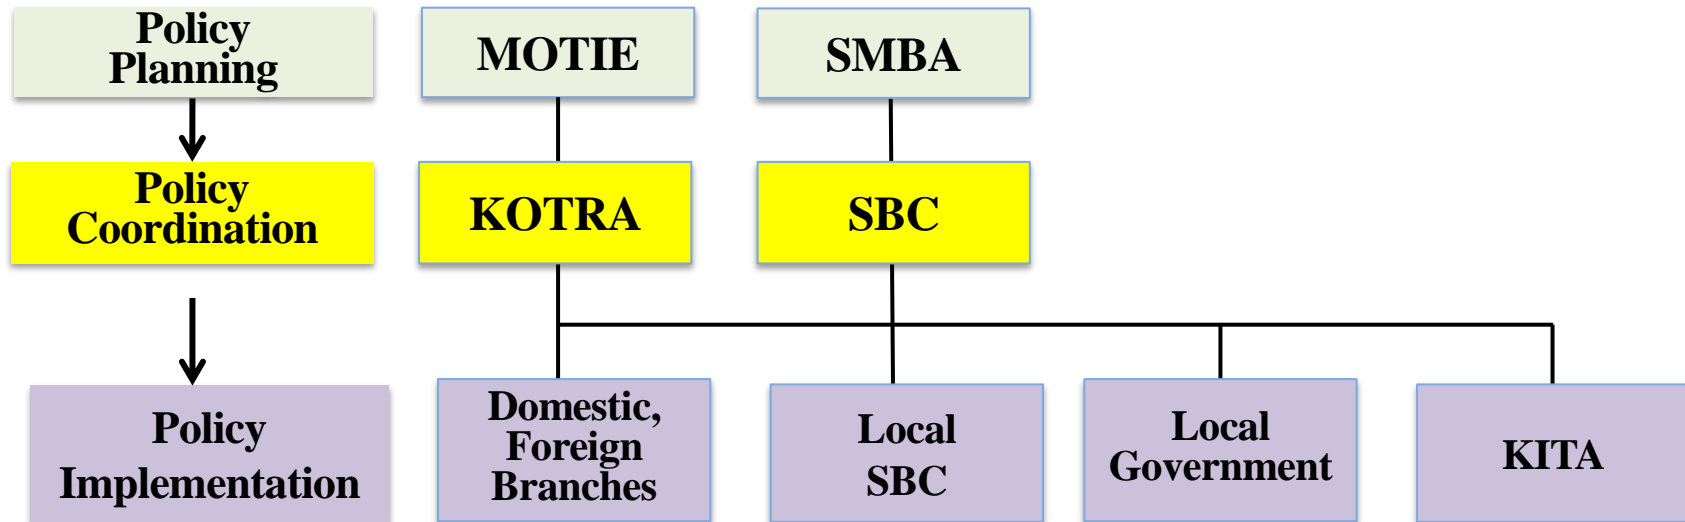 Policy
Planning
MOTIE
SMBA
Policy
Coordination
KOTRA
SBC
Policy
Implementation
Domestic,
Foreign
Branches
Local
SBC
Local
Government
KITA